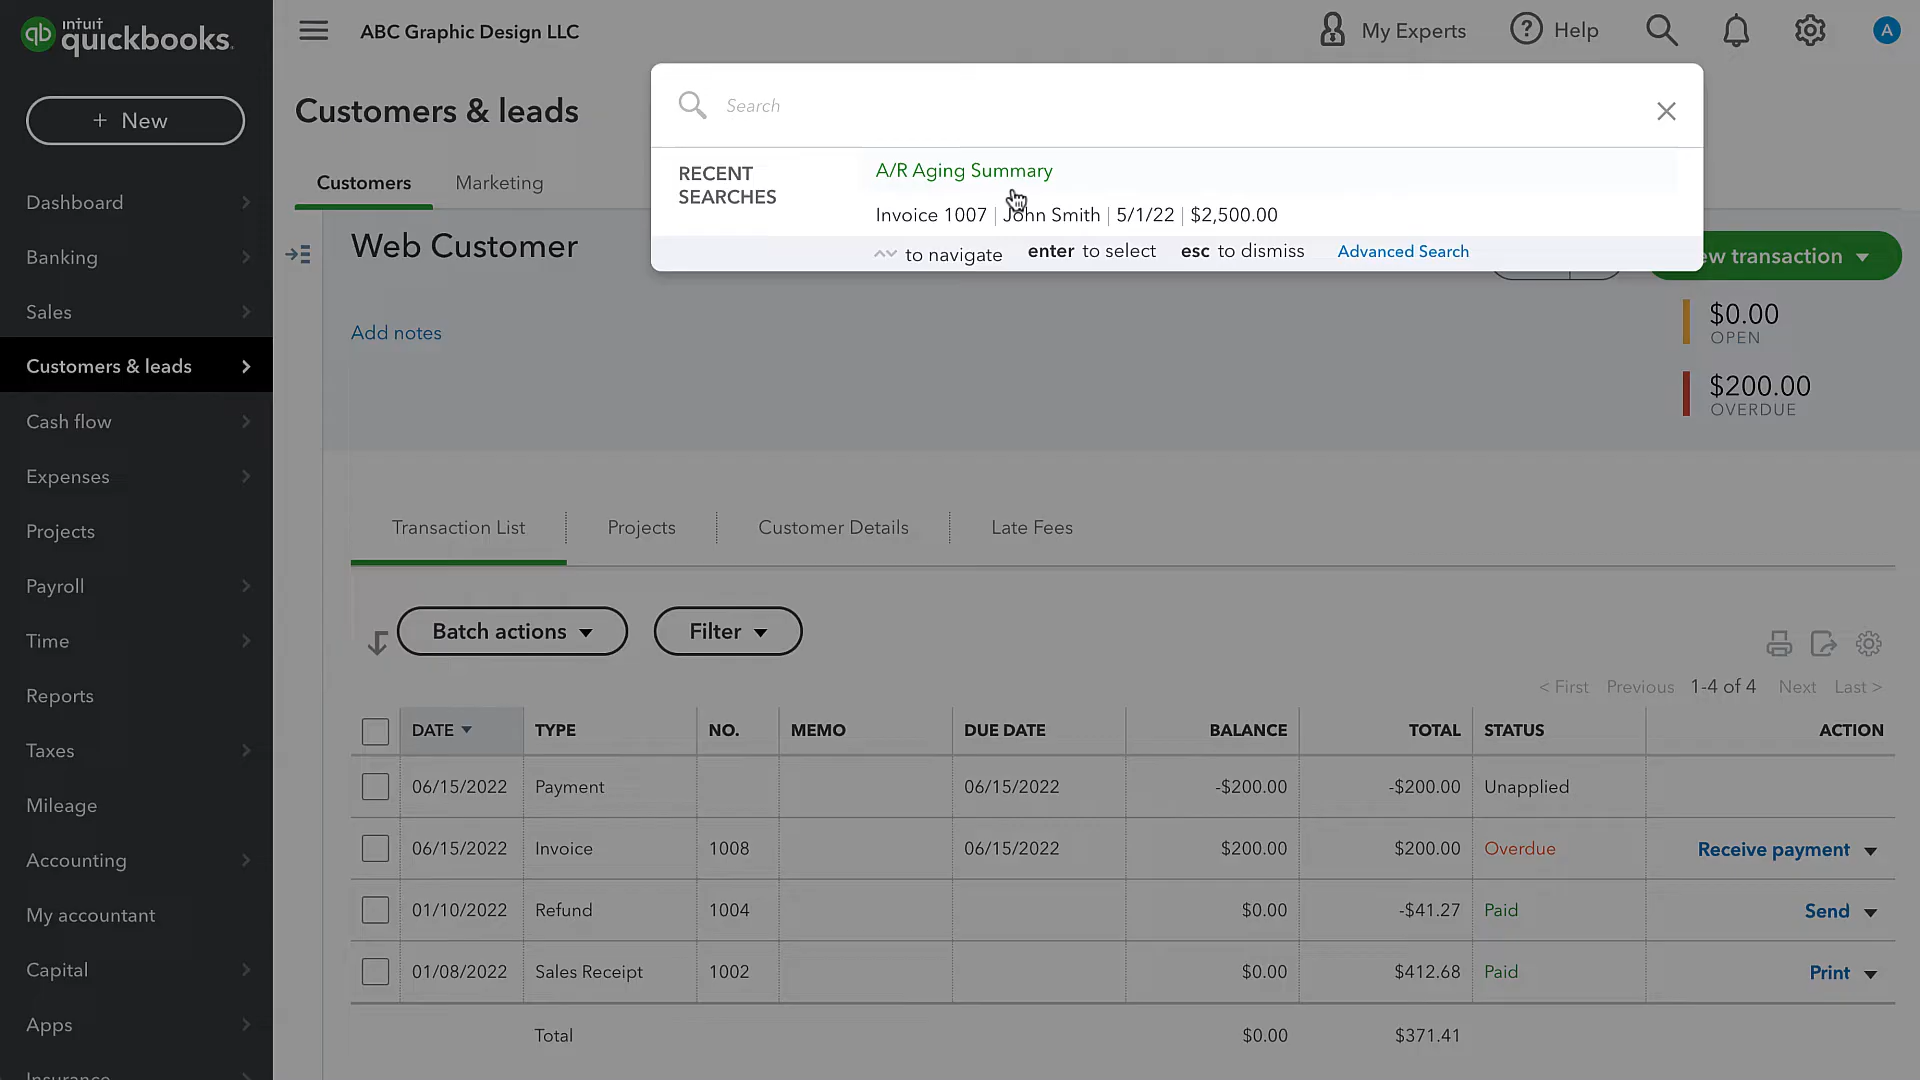 intuit
quickbooks.
ABC Graphic Design LLC
My Experts
Help
A
+ New
Dashboard
Banking
Sales
Customers & leads
Cash flow
Expenses
Projects
Payroll
Time
Reports
Taxes
Mileage
Accounting
My accountant
Capital
Apps
Insurance
Customers & leads
Customers
Marketing
Search
RECENT
SEARCHES
A/R Aging Summary
Invoice 1007 | John Smith | 5/1/22 | $2,500.00
to navigate enter to select esc to dismiss Advanced Search
Web Customer
transaction
Add notes
$0.00
OPEN
$200.00
OVERDUE
Transaction List
Projects
Customer Details
Late Fees
Batch actions
Filter
< First Previous 1-4 of 4 Next Last >
DATE TYPE NO. MEMO DUE DATE BALANCE TOTAL STATUS ACTION
06/15/2022 Payment 06/15/2022 -$200.00 -$200.00 Unapplied
06/15/2022 Invoice 1008 06/15/2022 $200.00 $200.00 Overdue Receive payment
01/10/2022 Refund 1004 $0.00 -$41.27 Paid Send
01/08/2022 Sales Receipt 1002 $0.00 $412.68 Paid Print
Total $0.00 $371.41